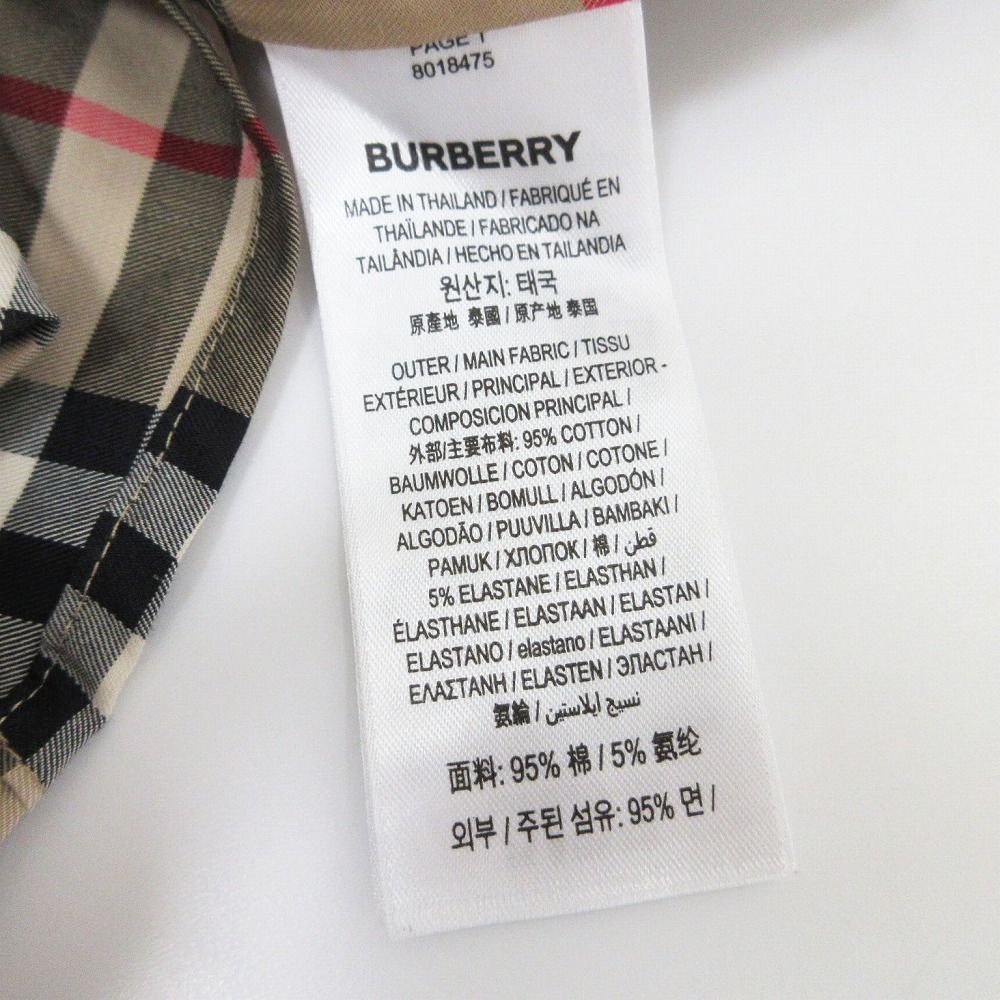 PAGE 1
8018475
BURBERRY
MADE IN THAILAND / FABRIQUÉ EN
THAÏLANDE / FABRICADO NA
TAILÂNDIA / HECHO EN TAILANDIA
원산지: 태국
原產地 泰國 / 原产地 泰国
OUTER / MAIN FABRIC / TISSU
EXTÉRIEUR / PRINCIPAL / EXTERIOR -
COMPOSICION PRINCIPAL /
外部/主要布料: 95% COTTON /
BAUMWOLLE / COTON / COTONE /
KATOEN / BOMULL / ALGODÓN /
ALGODÃO / PUUVILLA / BAMBAKI /
PAMUK / ХЛОПОК / 棉 / قطن
5% ELASTANE / ELASTHAN /
ÉLASTHANE / ELASTAAN / ELASTAN /
ELASTANO / elastano / ELASTAANI /
ΕΛΑΣΤΑΝΗ / ELASTEN / ЭЛАСТАН /
氨綸 / نسيج ايلاستين
面料: 95% 棉 / 5% 氨纶
외부 / 주된 섬유: 95% 면 /